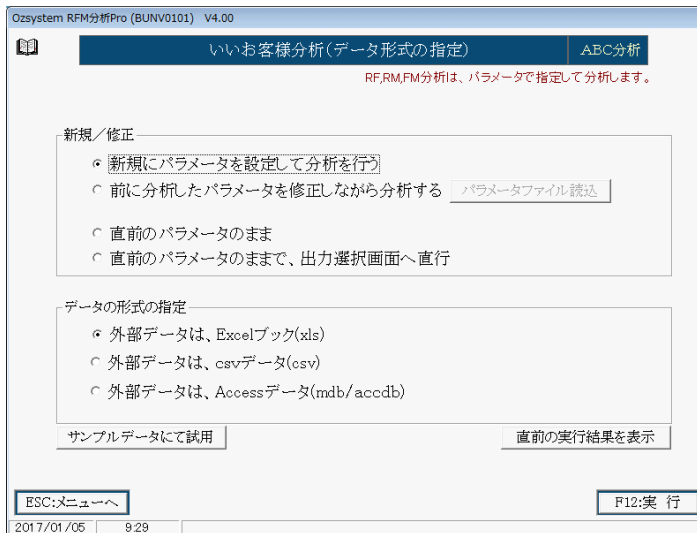 Ozsystem RFM分析Pro (BUNV0101) V4.00
いいお客様分析(データ形式の指定) ABC分析
RF,RM,FM分析は、パラメータで指定して分析します。
新規／修正
新規にパラメータを設定して分析を行う
前に分析したパラメータを修正しながら分析する パラメータファイル読込
直前のパラメータのまま
直前のパラメータのままで、出力選択画面へ直行
データの形式の指定
外部データは、Excelブック(xls)
外部データは、csvデータ(csv)
外部データは、Accessデータ(mdb/accdb)
サンプルデータにて試用 直前の実行結果を表示
ESC:メニューへ F12:実 行
2017/01/05 9:29